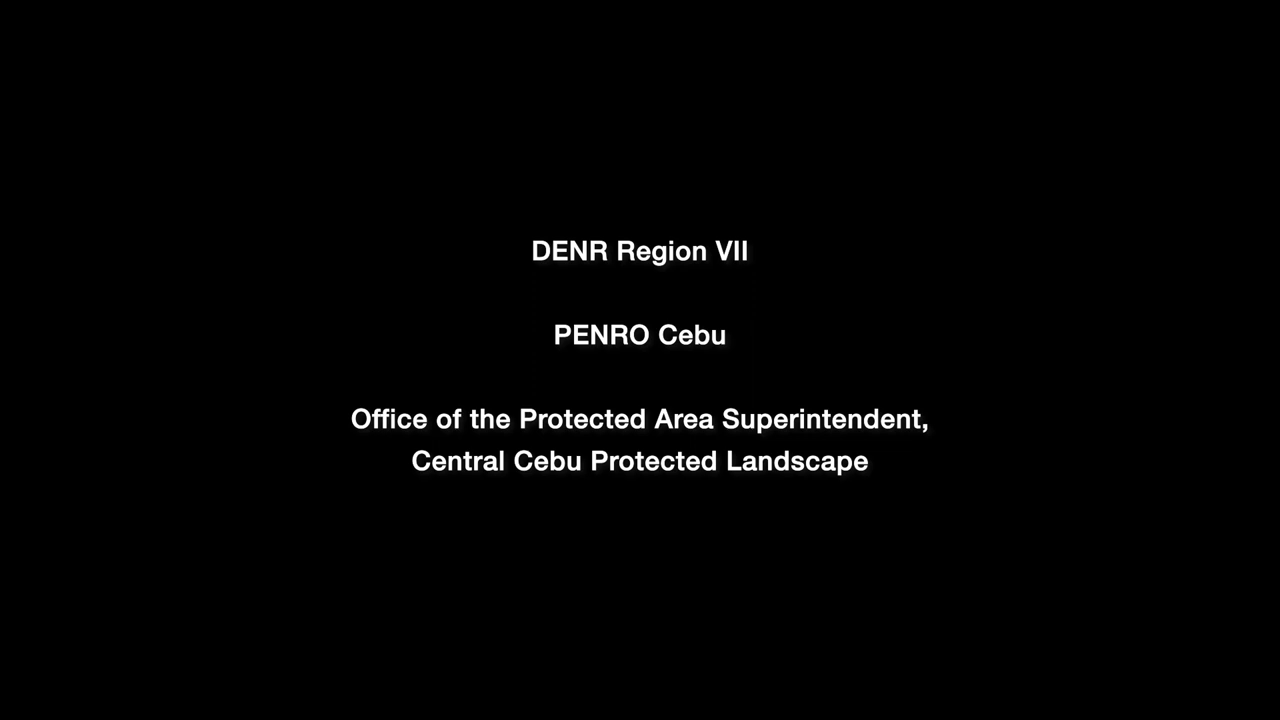 DENR Region VII
PENRO Cebu
Office of the Protected Area Superintendent,
Central Cebu Protected Landscape